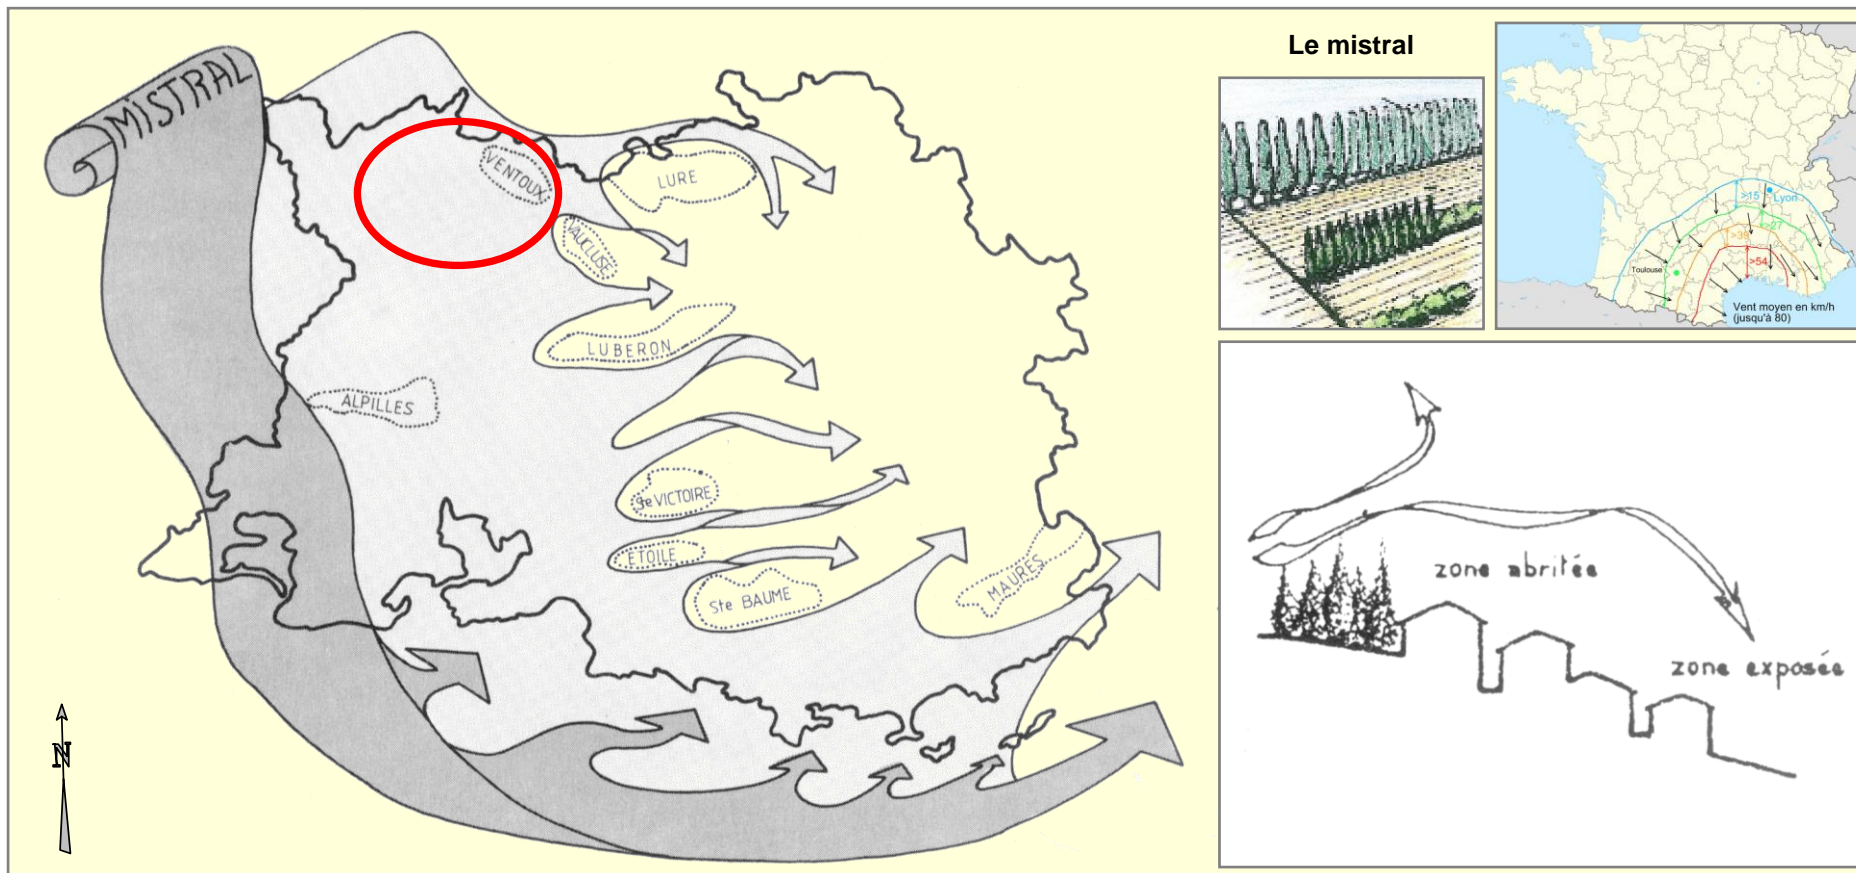 MISTRAL
VENTOUX
LURE
VAUCLUSE
LUBERON
ALPILLES
Ste VICTOIRE
ETOILE
Ste BAUME
MAURES
N
Le mistral
>15
Lyon
>27
>39
>54
Toulouse
Vent moyen en km/h
(jusqu'à 80)
zone abritée
zone exposée